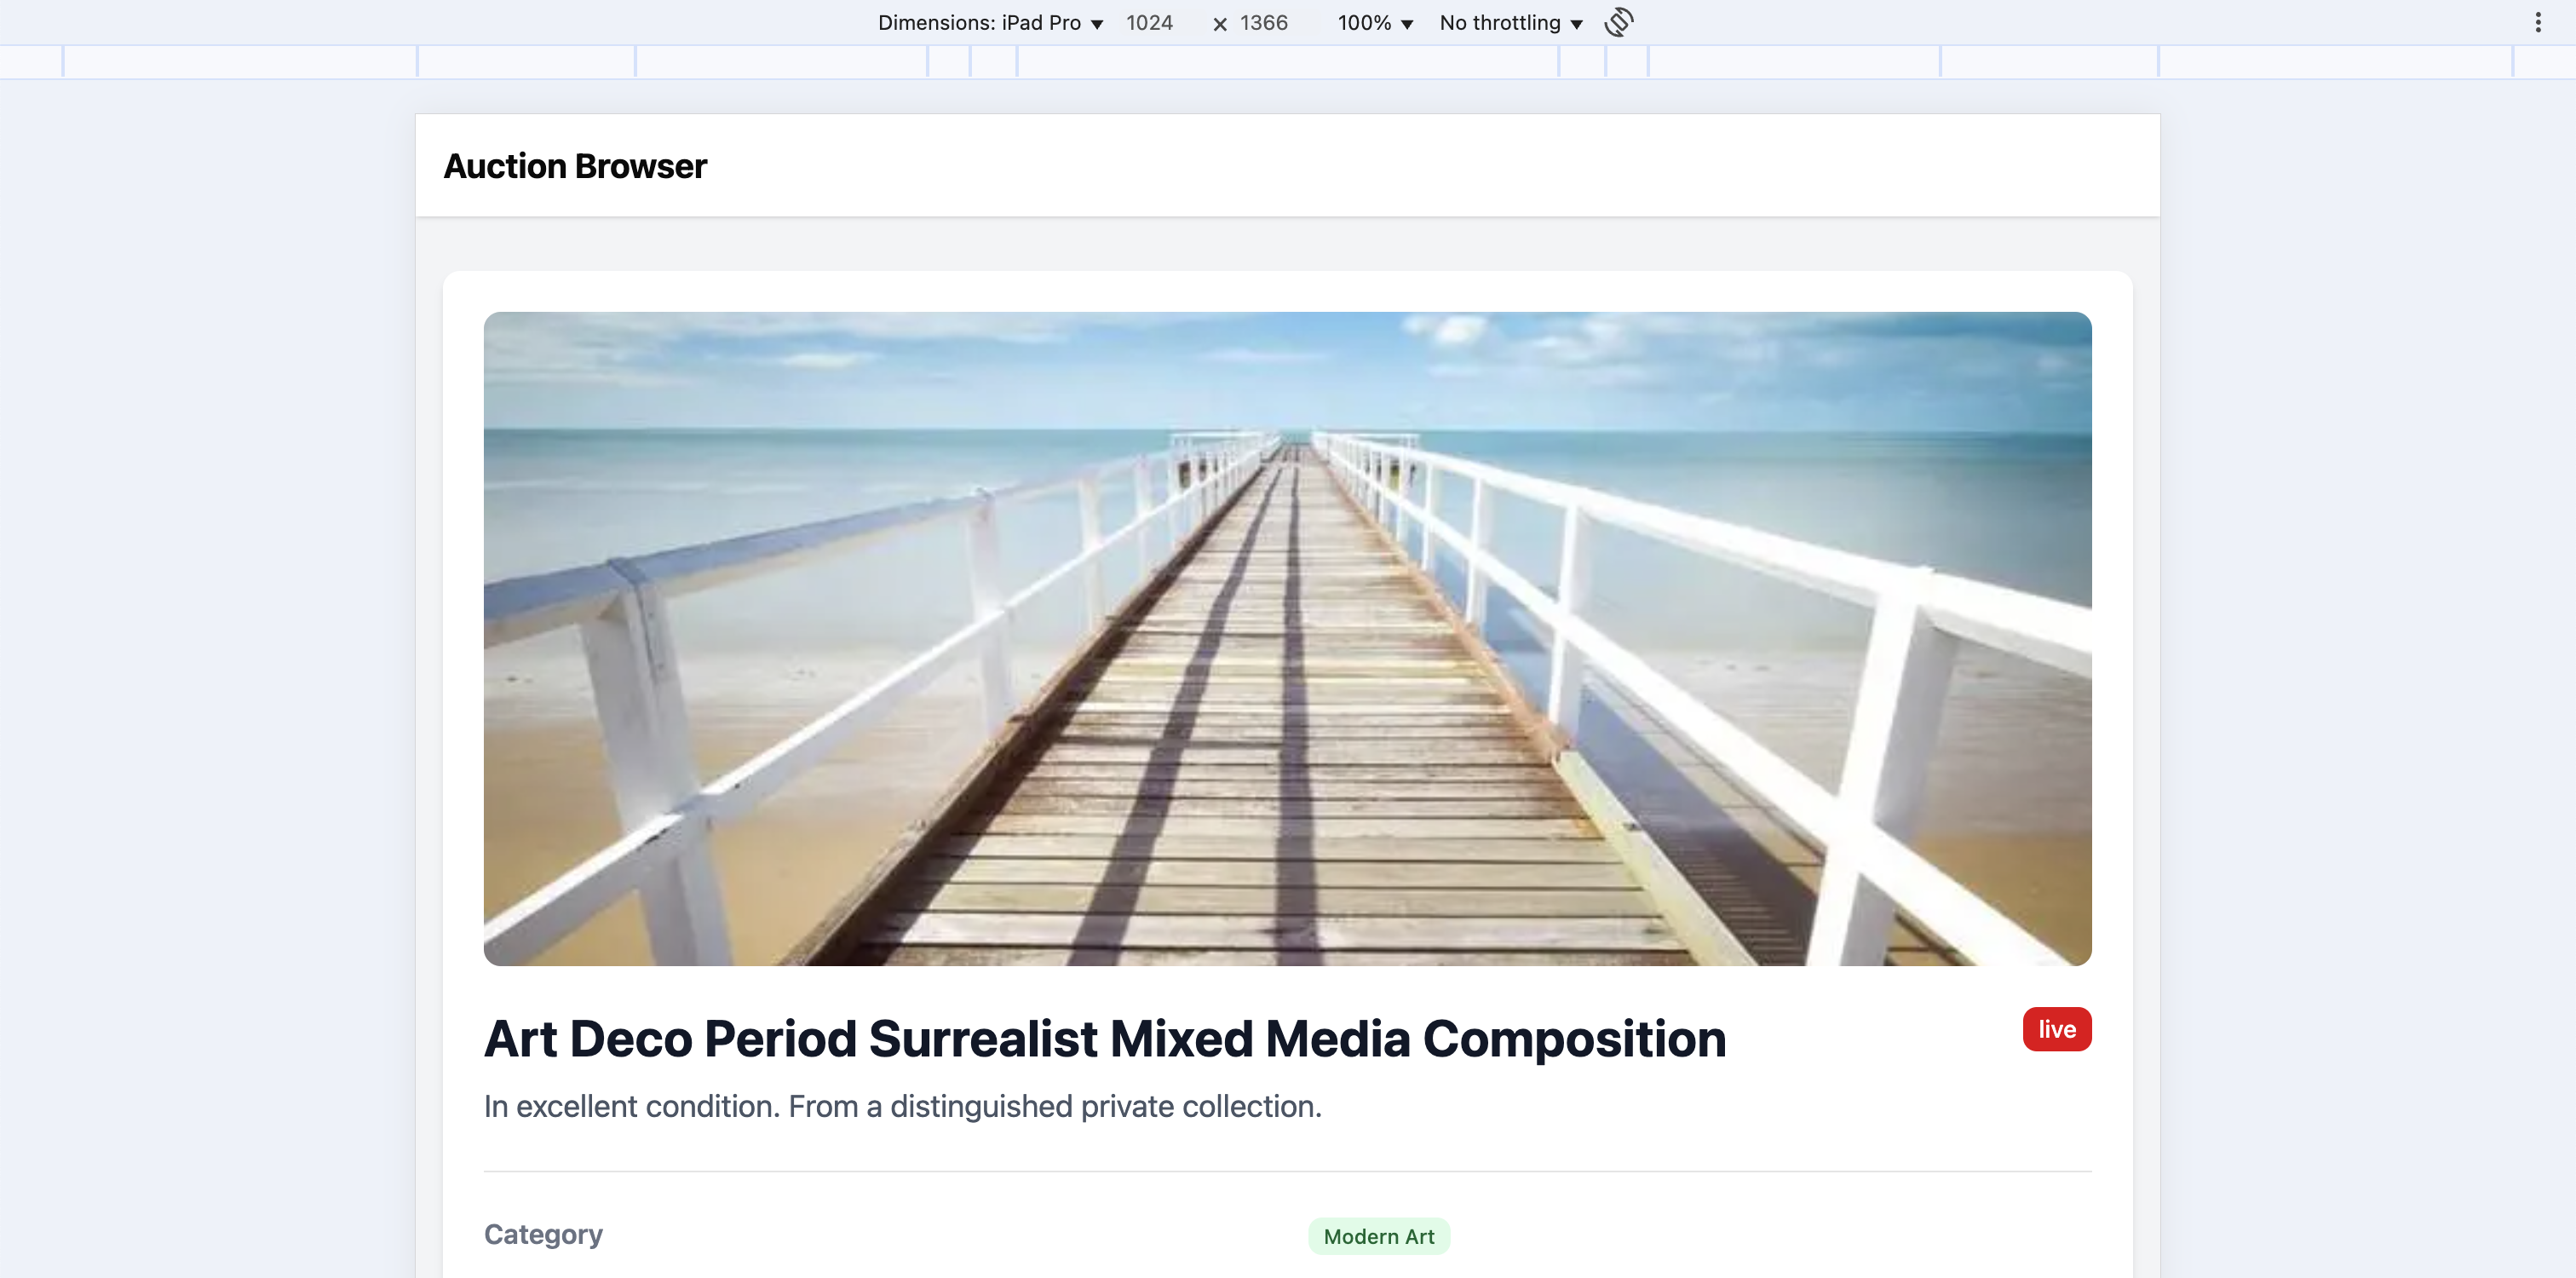 Dimensions: iPad Pro ▼ 1024 × 1366 100% ▼ No throttling ▼
Auction Browser
Art Deco Period Surrealist Mixed Media Composition
live
In excellent condition. From a distinguished private collection.
Category
Modern Art